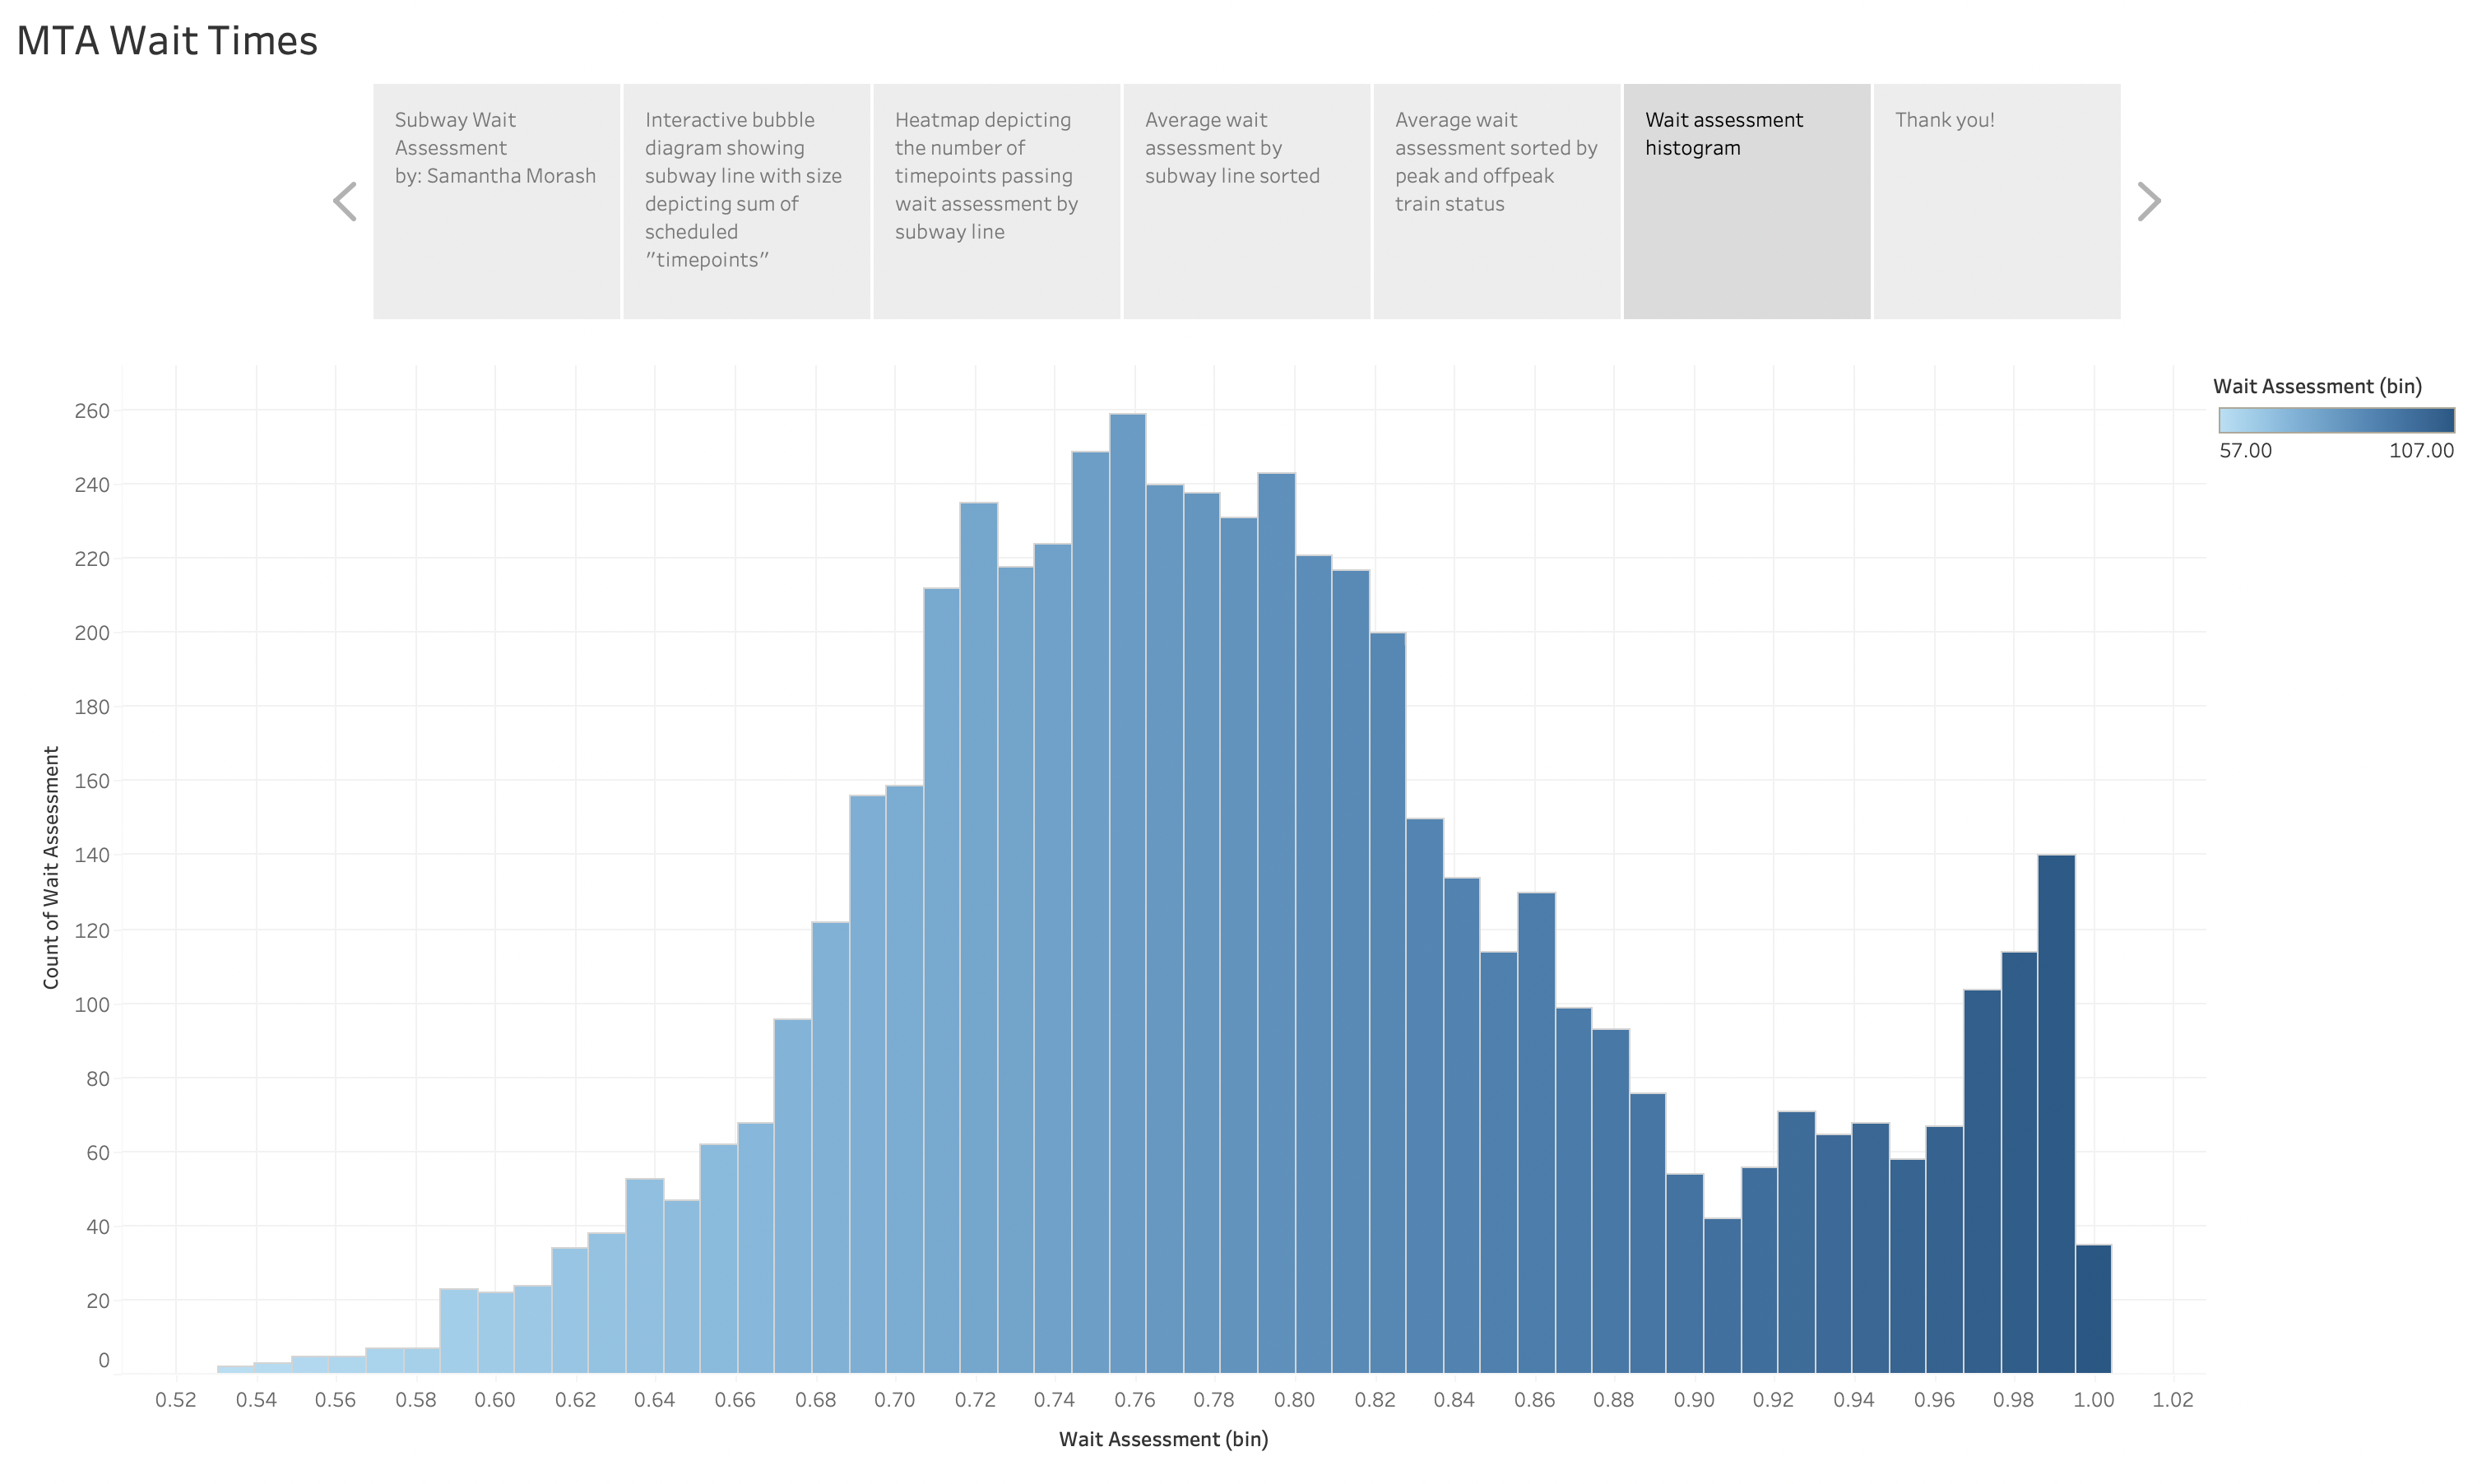 MTA Wait Times
Subway Wait
Assessment
by: Samantha Morash
Interactive bubble
diagram showing
subway line with size
depicting sum of
scheduled
"timepoints"
Heatmap depicting
the number of
timepoints passing
wait assessment by
subway line
Average wait
assessment by
subway line sorted
Average wait
assessment sorted by
peak and offpeak
train status
Wait assessment
histogram
Thank you!
Wait Assessment (bin)
57.00 107.00
Count of Wait Assessment
260
240
220
200
180
160
140
120
100
80
60
40
20
0
0.52 0.54 0.56 0.58 0.60 0.62 0.64 0.66 0.68 0.70 0.72 0.74 0.76 0.78 0.80 0.82 0.84 0.86 0.88 0.90 0.92 0.94 0.96 0.98 1.00 1.02
Wait Assessment (bin)